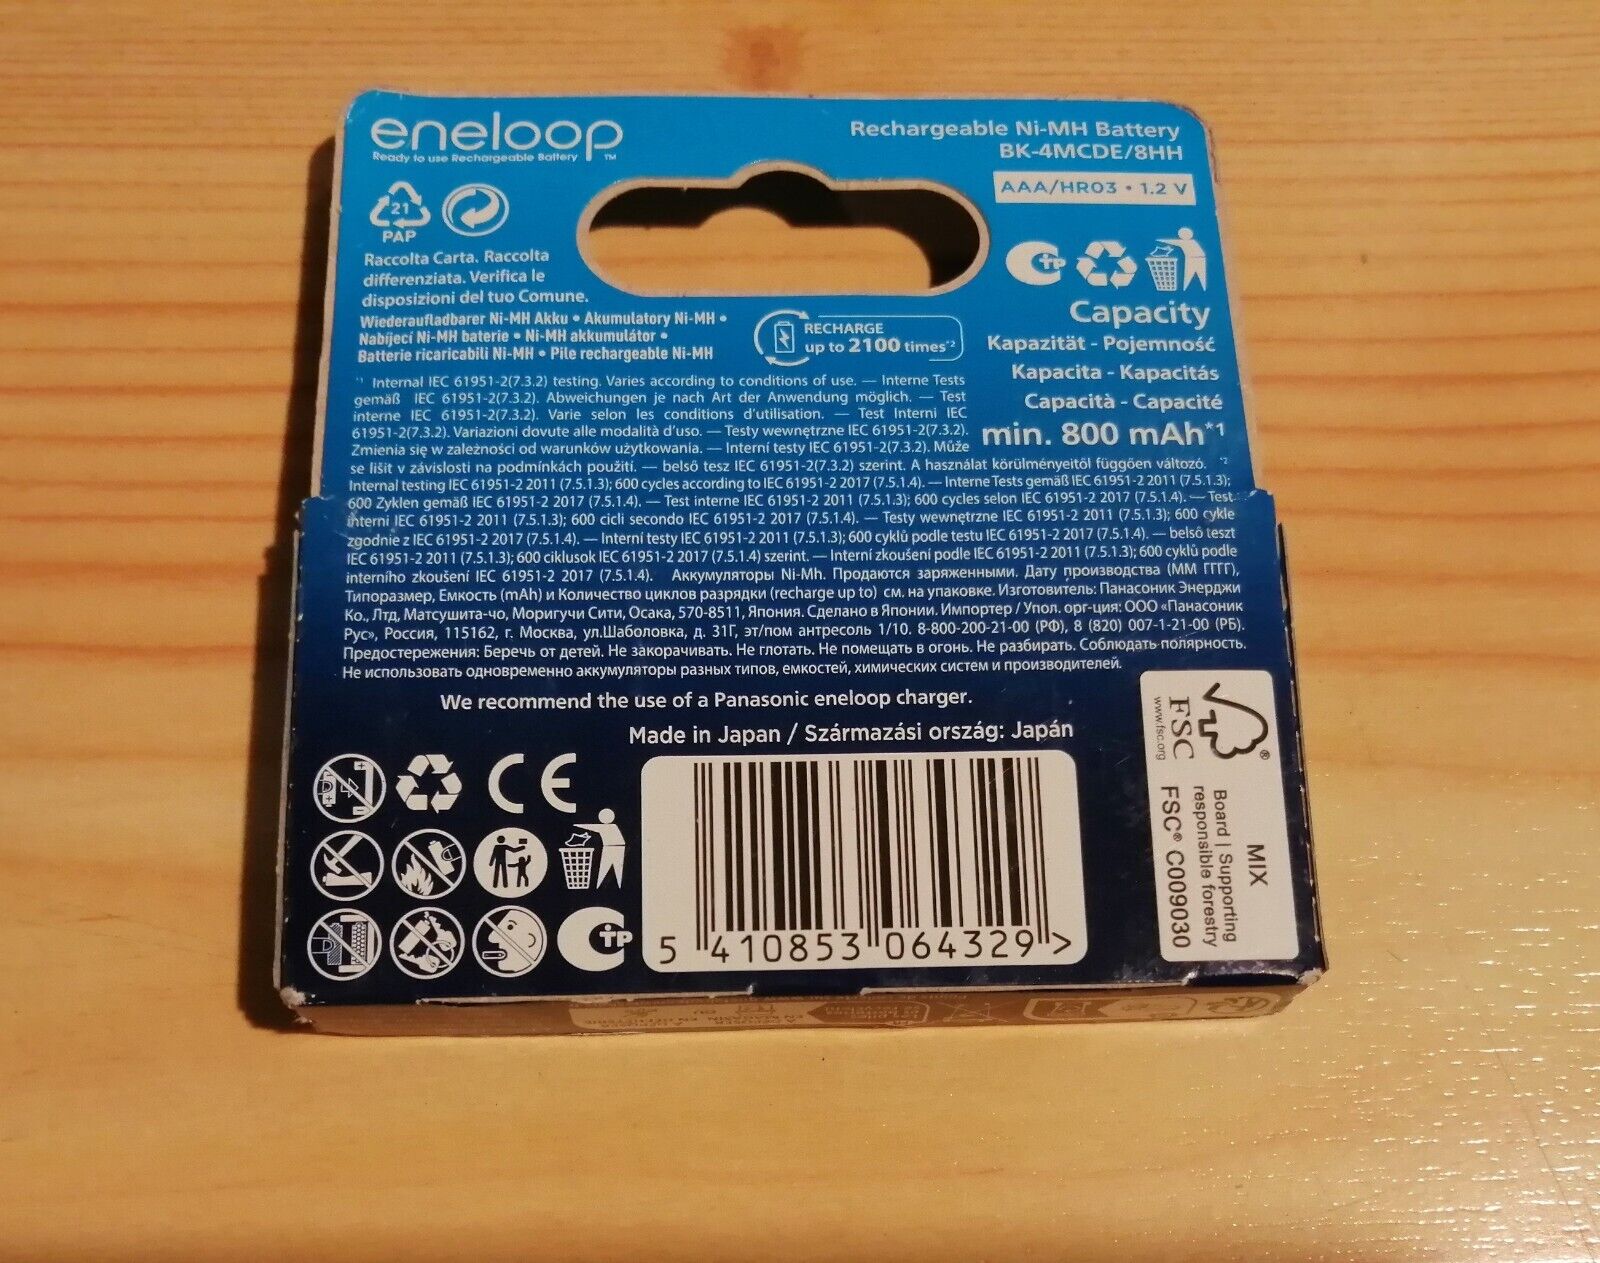 eneloop
Ready to use Rechargeable Battery ™
Rechargeable Ni-MH Battery
BK-4MCDE/8HH
AAA/HR03 • 1.2 V
21
PAP
Raccolta Carta. Raccolta
differenziata. Verifica le
disposizioni del tuo Comune.
Wiederaufladbarer Ni-MH Akku • Akumulatory Ni-MH •
Nabíjecí Ni-MH baterie • Ni-MH akkumulátor •
Batterie ricaricabili Ni-MH • Pile rechargeable Ni-MH
RECHARGE
up to 2100 times*2
Capacity
Kapazität - Pojemność
Kapacita - Kapacitás
Capacità - Capacité
min. 800 mAh*1
*1 Internal IEC 61951-2(7.3.2) testing. Varies according to conditions of use. — Interne Tests
gemäß IEC 61951-2(7.3.2). Abweichungen je nach Art der Anwendung möglich. — Test
interne IEC 61951-2(7.3.2). Varie selon les conditions d'utilisation. — Test Interni IEC
61951-2(7.3.2). Variazioni dovute alle modalità d'uso. — Testy wewnętrzne IEC 61951-2(7.3.2).
Zmienia się w zależności od warunków użytkowania. — Interní testy IEC 61951-2(7.3.2). Může
se lišit v závislosti na podmínkách použití. — belső tesz IEC 61951-2(7.3.2) szerint. A használat körülményeitől függően változó. *2
Internal testing IEC 61951-2 2011 (7.5.1.3); 600 cycles according to IEC 61951-2 2017 (7.5.1.4). — Interne Tests gemäß IEC 61951-2 2011 (7.5.1.3);
600 Zyklen gemäß IEC 61951-2 2017 (7.5.1.4). — Test interne IEC 61951-2 2011 (7.5.1.3); 600 cycles selon IEC 61951-2 2017 (7.5.1.4). — Test
interni IEC 61951-2 2011 (7.5.1.3); 600 cicli secondo IEC 61951-2 2017 (7.5.1.4). — Testy wewnętrzne IEC 61951-2 2011 (7.5.1.3); 600 cykle
zgodnie z IEC 61951-2 2017 (7.5.1.4). — Interní testy IEC 61951-2 2011 (7.5.1.3); 600 cyklů podle testu IEC 61951-2 2017 (7.5.1.4). — belső teszt
IEC 61951-2 2011 (7.5.1.3); 600 ciklusok IEC 61951-2 2017 (7.5.1.4) szerint. — Interní zkoušení podle IEC 61951-2 2011 (7.5.1.3); 600 cyklů podle
interního zkoušení IEC 61951-2 2017 (7.5.1.4). Аккумуляторы Ni-Mh. Продаются заряженными. Дату производства (ММ ГГГГ),
Типоразмер, Емкость (mAh) и Количество циклов разрядки (recharge up to) см. на упаковке. Изготовитель: Панасоник Энерджи
Ко., Лтд, Матсушита-чо, Моригучи Сити, Осака, 570-8511, Япония. Сделано в Японии. Импортер / Упол. орг-ция: ООО «Панасоник
Рус», Россия, 115162, г. Москва, ул.Шаболовка, д. 31Г, эт/пом антресоль 1/10. 8-800-200-21-00 (РФ), 8 (820) 007-1-21-00 (РБ).
Предостережения: Беречь от детей. Не закорачивать. Не глотать. Не помещать в огонь. Не разбирать. Соблюдать полярность.
Не использовать одновременно аккумуляторы разных типов, емкостей, химических систем и производителей.
We recommend the use of a Panasonic eneloop charger.
Made in Japan / Származási ország: Japán
CE
5 410853 064329 >
FSC ®
www.fsc.org
MIX
Board | Supporting
responsible forestry
FSC® C009030